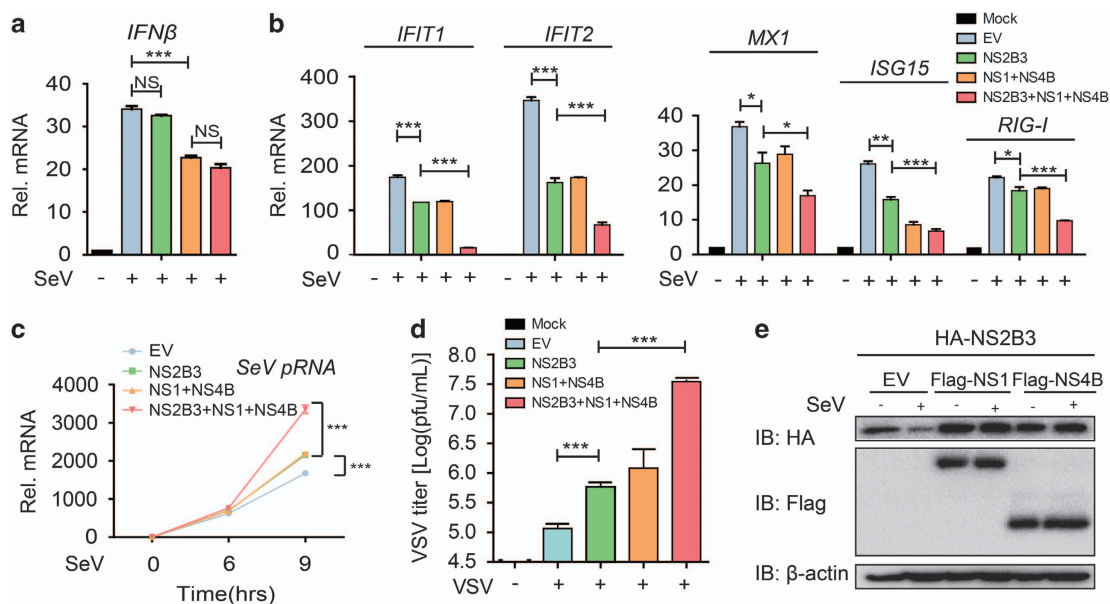 a
IFNβ
***
NS
NS
Rel. mRNA
40
30
20
10
0
SeV - + + + +
b
IFIT1
IFIT2
***
***
***
***
Rel. mRNA
400
300
200
100
0
SeV - + + + + - + + + +
MX1
ISG15
RIG-I
Mock
EV
NS2B3
NS1+NS4B
NS2B3+NS1+NS4B
* *
** ***
* ***
40
30
20
10
0
- + + + + - + + + + - + + + +
c
EV
NS2B3
NS1+NS4B
NS2B3+NS1+NS4B
SeV pRNA
***
***
Rel. mRNA
4000
3000
2000
1000
0
SeV 0 6 9
Time(hrs)
d
Mock
EV
NS2B3
NS1+NS4B
NS2B3+NS1+NS4B
***
***
VSV titer [Log(pfu/mL)]
8.0
7.5
7.0
6.5
6.0
5.5
5.0
4.5
VSV - + + + +
e
HA-NS2B3
EV Flag-NS1 Flag-NS4B
SeV - + - + - +
IB: HA
IB: Flag
IB: β-actin